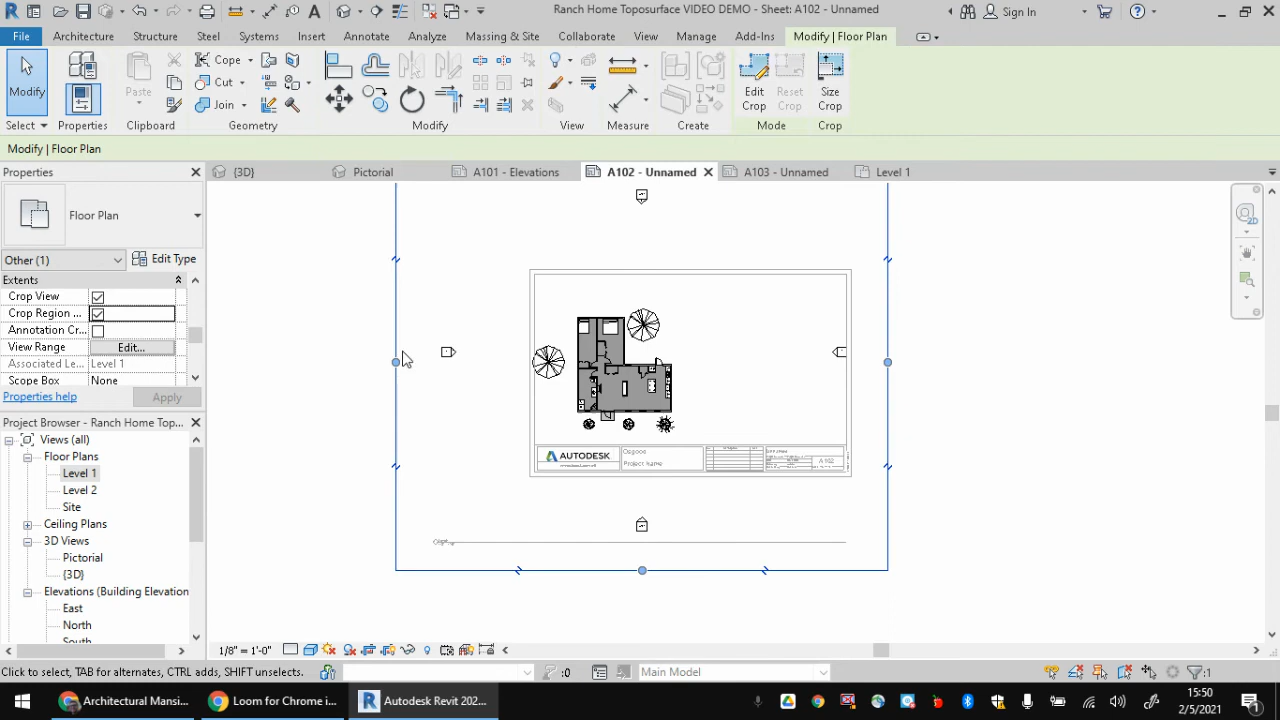 Ranch Home Toposurface VIDEO DEMO - Sheet: A102 - Unnamed
Sign In
File Architecture Structure Steel Systems Insert Annotate Analyze Massing & Site Collaborate View Manage Add-Ins Modify | Floor Plan
Modify Properties Paste Cope Cut Join Edit Crop Reset Crop Size Crop
Select Properties Clipboard Geometry Modify View Measure Create Mode Crop
Modify | Floor Plan
Properties
{3D} Pictorial A101 - Elevations A102 - Unnamed A103 - Unnamed Level 1
Floor Plan
Other (1) Edit Type
Extents
Crop View
Crop Region ...
Annotation Cr...
View Range Edit...
Associated Le... Level 1
Scope Box None
Properties help Apply
Project Browser - Ranch Home Top...
Views (all)
Floor Plans
Level 1
Level 2
Site
Ceiling Plans
3D Views
Pictorial
{3D}
Elevations (Building Elevation
East
North
South
AUTODESK
Osgood
Project Name
A102
1/8" = 1'-0"
Click to select, TAB for alternates, CTRL adds, SHIFT unselects. :0 Main Model :1
Architectural Mansi... Loom for Chrome i... Autodesk Revit 202...
15:50
2/5/2021
1